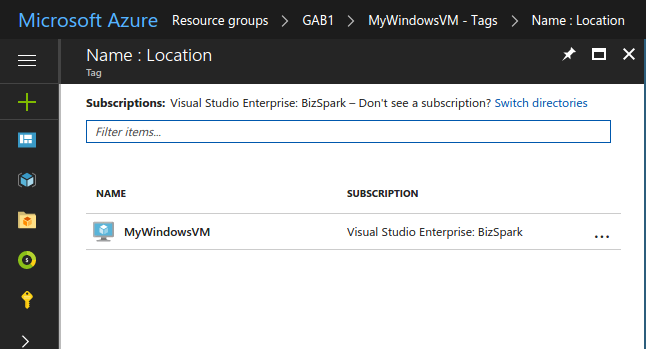 Microsoft Azure Resource groups > GAB1 > MyWindowsVM - Tags > Name : Location
Name : Location
Tag
Subscriptions: Visual Studio Enterprise: BizSpark – Don't see a subscription? Switch directories
Filter items...
NAME SUBSCRIPTION
MyWindowsVM Visual Studio Enterprise: BizSpark ...